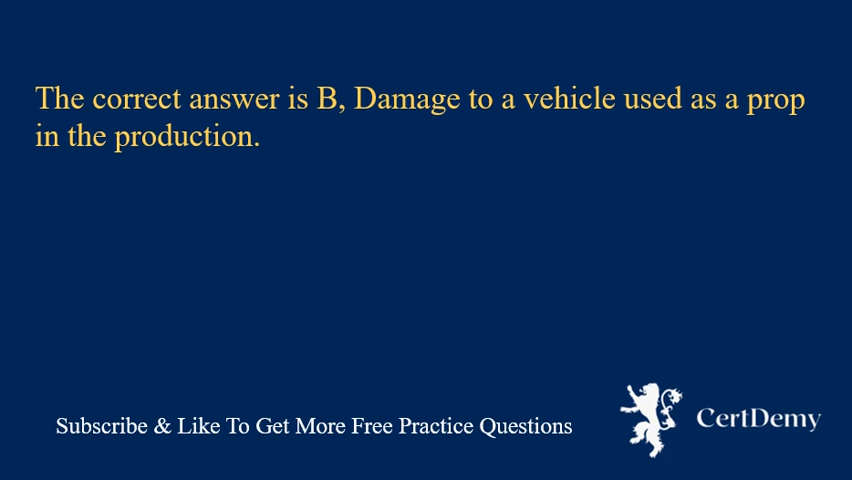 The correct answer is B, Damage to a vehicle used as a prop
in the production.
Subscribe & Like To Get More Free Practice Questions
CertDemy